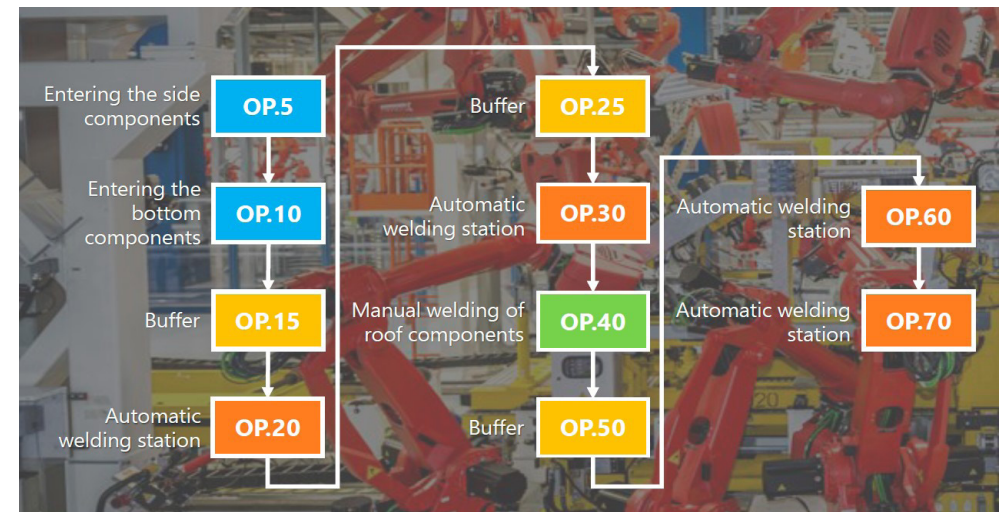 Entering the side
components
OP.5
Entering the
bottom
components
OP.10
Buffer
OP.15
Automatic
welding station
OP.20
Buffer
OP.25
Automatic
welding station
OP.30
Manual welding of
roof components
OP.40
Buffer
OP.50
Automatic welding
station
OP.60
Automatic welding
station
OP.70